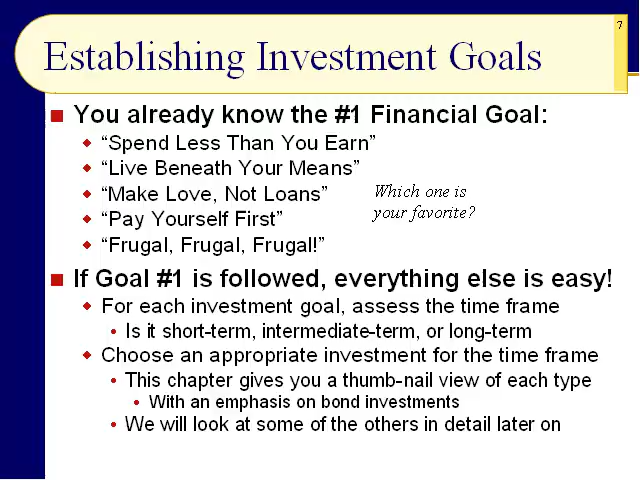 7
Establishing Investment Goals
You already know the #1 Financial Goal:
“Spend Less Than You Earn”
“Live Beneath Your Means”
“Make Love, Not Loans”
“Pay Yourself First”
“Frugal, Frugal, Frugal!”
Which one is
your favorite?
If Goal #1 is followed, everything else is easy!
For each investment goal, assess the time frame
Is it short-term, intermediate-term, or long-term
Choose an appropriate investment for the time frame
This chapter gives you a thumb-nail view of each type
With an emphasis on bond investments
We will look at some of the others in detail later on